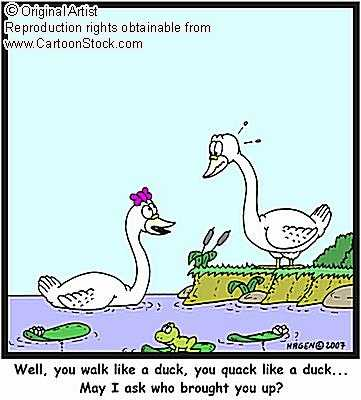 © Original Artist
Reproduction rights obtainable from
www.CartoonStock.com
HAGEN © 2007
Well, you walk like a duck, you quack like a duck...
May I ask who brought you up?